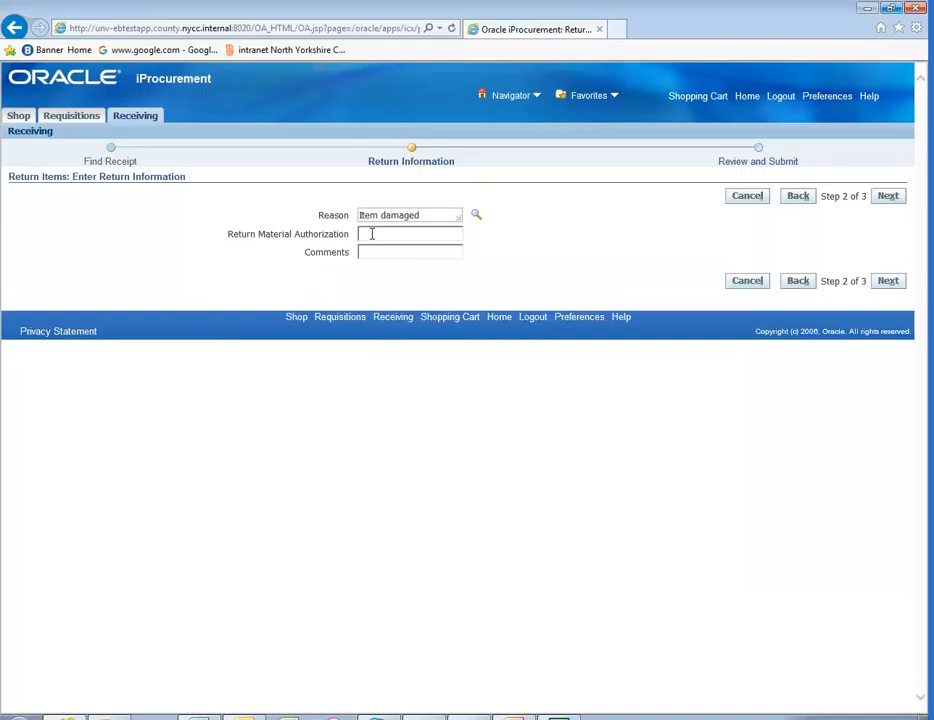 http://unv-ebtestapp.county.nycc.internal:8020/OA_HTML/OA.jsp?page=/oracle/apps/icx/p
Oracle iProcurement: Retur...
Banner Home
www.google.com - Googl...
intranet North Yorkshire C...
ORACLE® iProcurement
Navigator Favorites Shopping Cart Home Logout Preferences Help
Shop Requisitions Receiving
Receiving
Find Receipt Return Information Review and Submit
Return Items: Enter Return Information
Cancel Back Step 2 of 3 Next
Reason Item damaged
Return Material Authorization
Comments
Cancel Back Step 2 of 3 Next
Shop Requisitions Receiving Shopping Cart Home Logout Preferences Help
Privacy Statement Copyright (c) 2006, Oracle. All rights reserved.